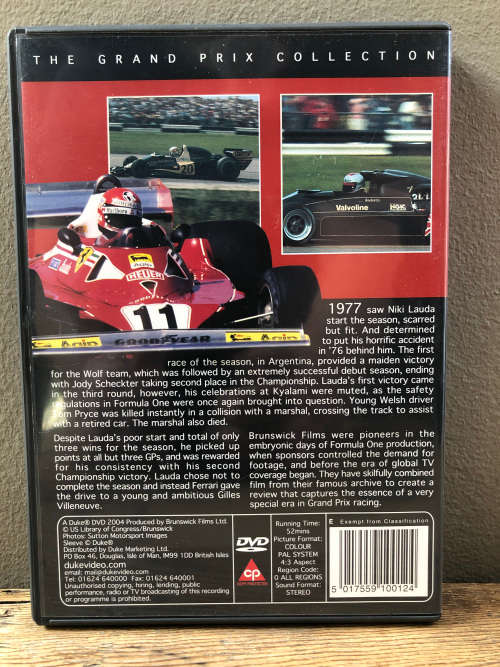 THE GRAND PRIX COLLECTION
20
Valvoline
Marlboro
Agip
HEUER
11
Agip
GOODYEAR
Agip
1977 saw Niki Lauda
start the season, scarred
but fit. And determined
to put his horrific accident
in '76 behind him. The first
race of the season, in Argentina, provided a maiden victory
for the Wolf team, which was followed by an extremely successful debut season, ending
with Jody Scheckter taking second place in the Championship. Lauda's first victory came
in the third round, however, his celebrations at Kyalami were muted, as the safety
regulations in Formula One were once again brought into question. Young Welsh driver
Tom Pryce was killed instantly in a collision with a marshal, crossing the track to assist
with a retired car. The marshal also died.
Despite Lauda's poor start and total of only
three wins for the season, he picked up
points at all but three GPs, and was rewarded
for his consistency with his second
Championship victory. Lauda chose not to
complete the season and instead Ferrari gave
the drive to a young and ambitious Gilles
Villeneuve.
Brunswick Films were pioneers in the
embryonic days of Formula One production,
when sponsors controlled the demand for
footage, and before the era of global TV
coverage began. They have skilfully combined
film from their famous archive to create a
review that captures the essence of a very
special era in Grand Prix racing.
A Duke® DVD 2004 Produced by Brunswick Films Ltd.
© US Library of Congress/Brunswick
Photos: Sutton Motorsport Images
Sleeve © Duke®
Distributed by Duke Marketing Ltd.
PO Box 46, Douglas, Isle of Man, IM99 1DD British Isles
dukevideo.com
email: mail@dukevideo.com
Tel: 01624 640000 Fax: 01624 640001
Unauthorised copying, hiring, lending, public
performance, radio or TV broadcasting of this recording
or programme is prohibited.
DVD
VIDEO
cp
Running Time:
52mins
Picture Format:
COLOUR
PAL SYSTEM
4:3 Aspect
Region Code:
0 ALL REGIONS
Sound Format:
STEREO
E Exempt from Classification
5 017559 100124